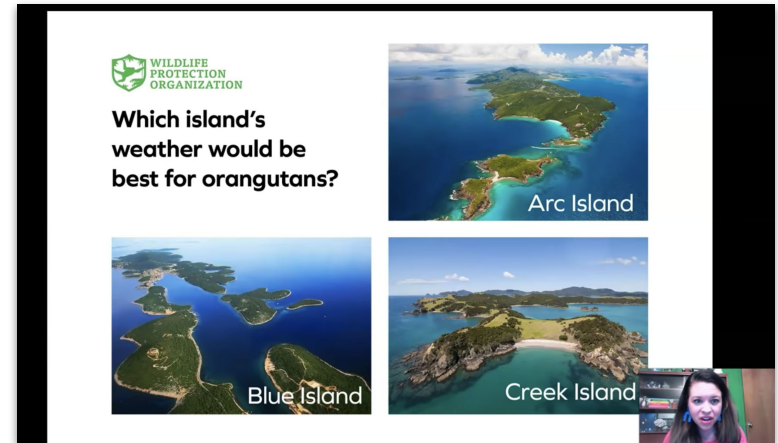 WILDLIFE
PROTECTION
ORGANIZATION
Which island's
weather would be
best for orangutans?
Arc Island
Blue Island
Creek Island